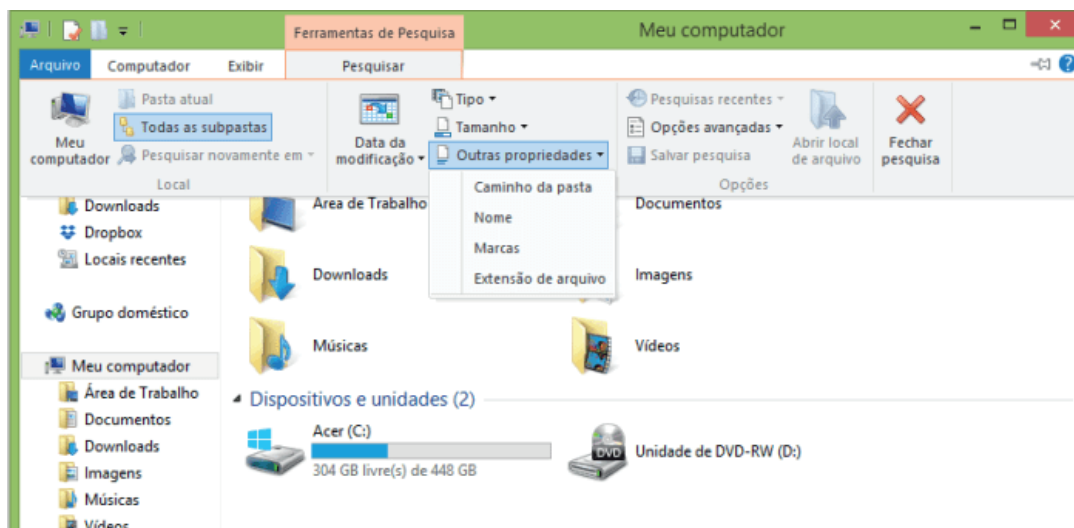 Ferramentas de Pesquisa
Meu computador
Arquivo
Computador
Exibir
Pesquisar
Meu computador
Pasta atual
Todas as subpastas
Pesquisar novamente em
Local
Data da modificação
Tipo
Tamanho
Outras propriedades
Caminho da pasta
Nome
Marcas
Extensão de arquivo
Pesquisas recentes
Opções avançadas
Salvar pesquisa
Abrir local de arquivo
Opções
Fechar pesquisa
Downloads
Dropbox
Locais recentes
Grupo doméstico
Meu computador
Área de Trabalho
Documentos
Downloads
Imagens
Músicas
Vídeos
Área de Trabalho
Documentos
Downloads
Imagens
Músicas
Vídeos
Dispositivos e unidades (2)
Acer (C:)
304 GB livre(s) de 448 GB
DVD
Unidade de DVD-RW (D:)